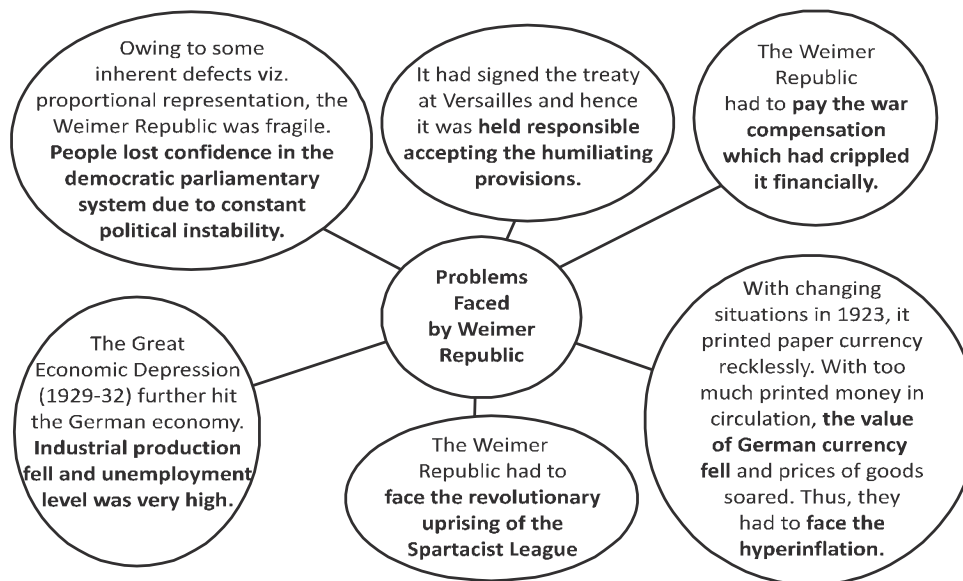 Owing to some
inherent defects viz.
proportional representation, the
Weimer Republic was fragile.
People lost confidence in the
democratic parliamentary
system due to constant
political instability.
It had signed the treaty
at Versailles and hence
it was held responsible
accepting the humiliating
provisions.
The Weimer
Republic
had to pay the war
compensation
which had crippled
it financially.
Problems
Faced
by Weimer
Republic
The Great
Economic Depression
(1929-32) further hit
the German economy.
Industrial production
fell and unemployment
level was very high.
The Weimer
Republic had to
face the revolutionary
uprising of the
Spartacist League
With changing
situations in 1923, it
printed paper currency
recklessly. With too
much printed money in
circulation, the value
of German currency
fell and prices of goods
soared. Thus, they
had to face the
hyperinflation.